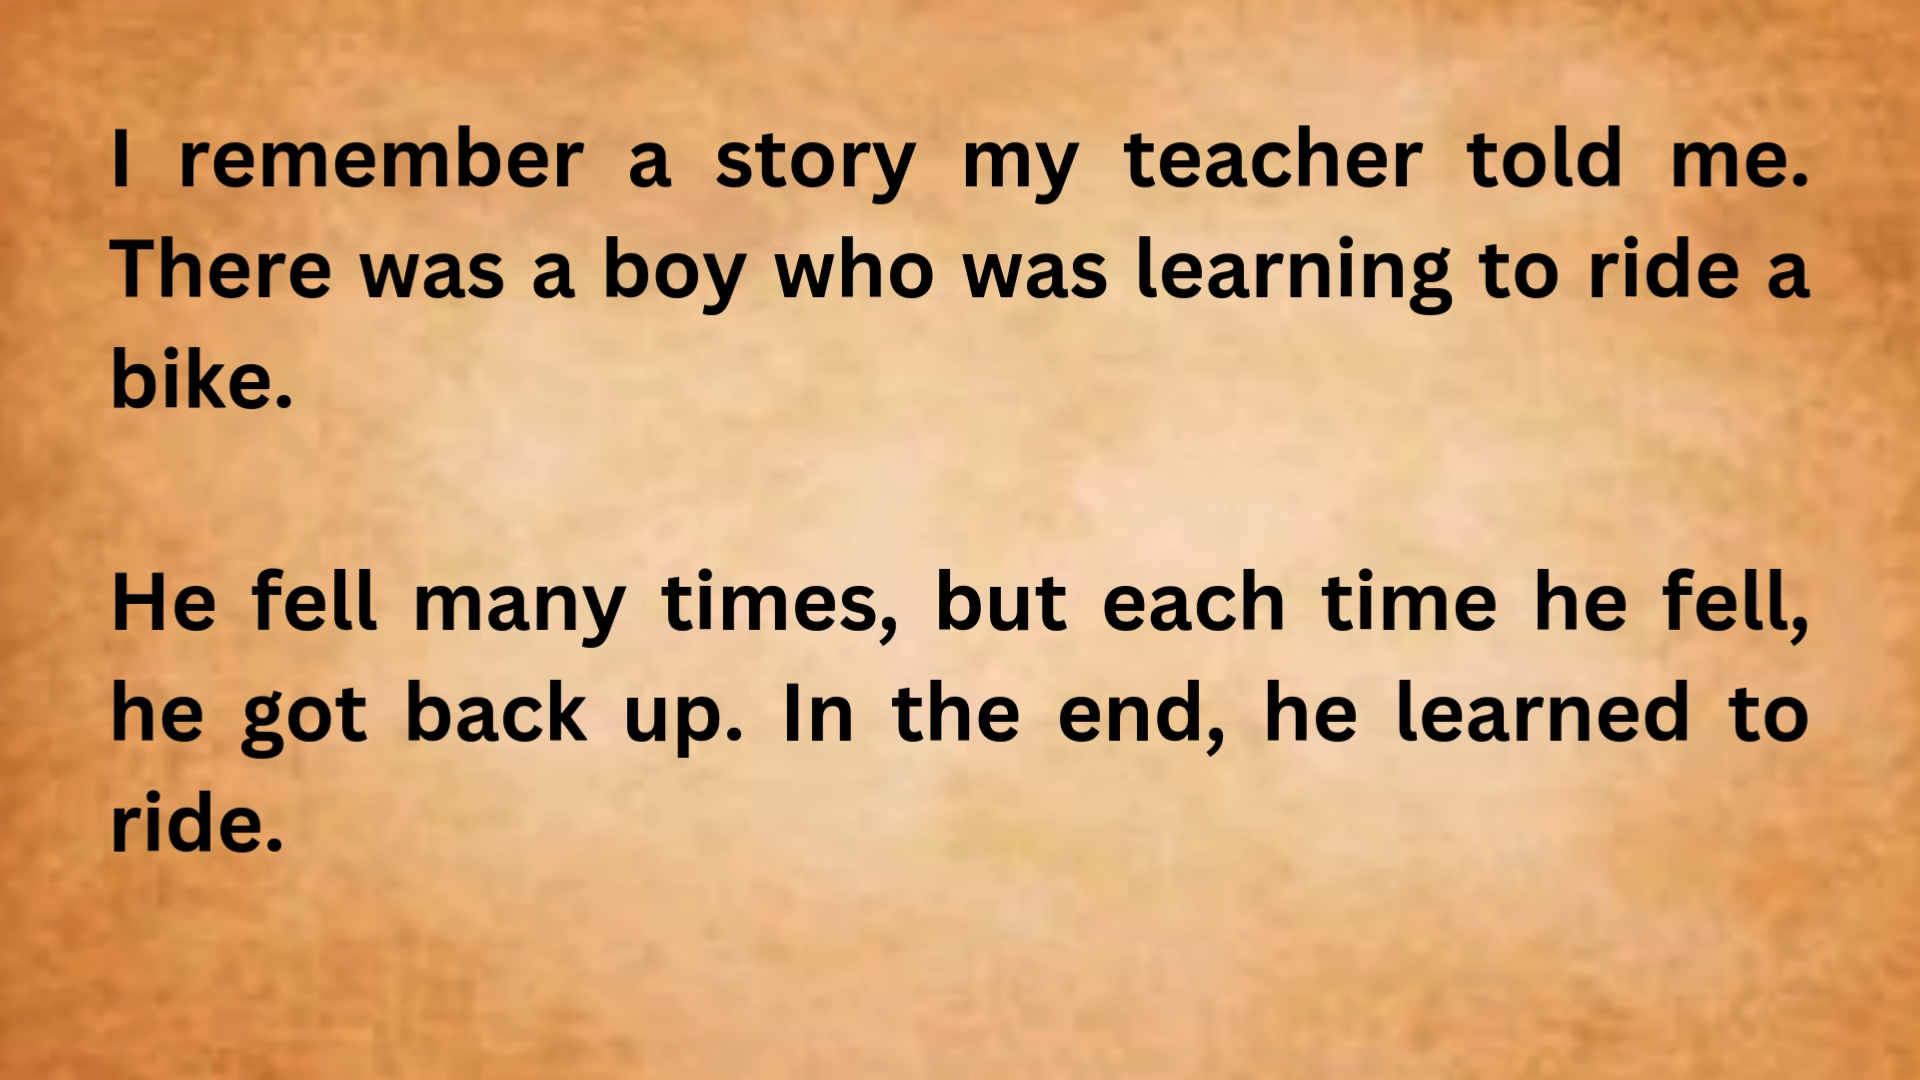 I remember a story my teacher told me.
There was a boy who was learning to ride a
bike.
He fell many times, but each time he fell,
he got back up. In the end, he learned to
ride.